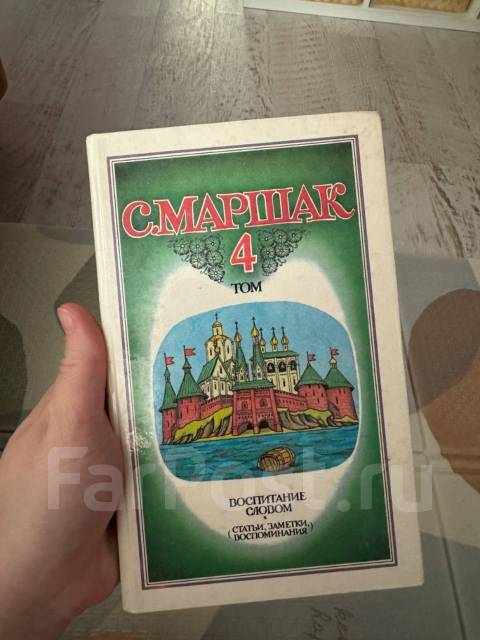 С. МАРШАК
4
ТОМ
ВОСПИТАНИЕ
СЛОВОМ
(СТАТЬИ, ЗАМЕТКИ,
ВОСПОМИНАНИЯ)
FarPost.ru